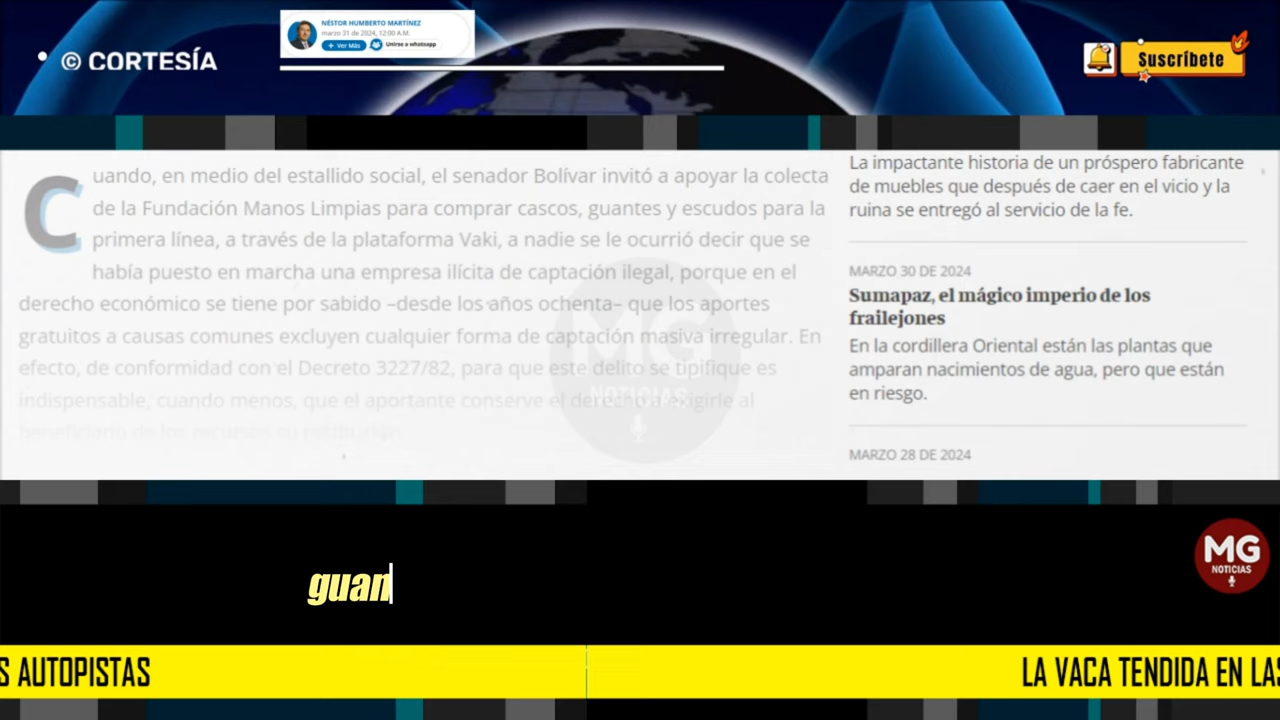 © CORTESÍA
NÉSTOR HUMBERTO MARTÍNEZ
marzo 31 de 2024, 12:00 A.M.
+ Ver Más
Unirse a whatsapp
Suscríbete
Cuando, en medio del estallido social, el senador Bolívar invitó a apoyar la colecta
de la Fundación Manos Limpias para comprar cascos, guantes y escudos para la
primera línea, a través de la plataforma Vaki, a nadie se le ocurrió decir que se
había puesto en marcha una empresa ilícita de captación ilegal, porque en el
derecho económico se tiene por sabido –desde los años ochenta– que los aportes
gratuitos a causas comunes excluyen cualquier forma de captación masiva irregular. En
efecto, de conformidad con el Decreto 3227/82, para que este delito se tipifique es
indispensable, cuando menos, que el aportante conserve el derecho a exigirle al
beneficiario de los recursos su restitución.
La impactante historia de un próspero fabricante
de muebles que después de caer en el vicio y la
ruina se entregó al servicio de la fe.
MARZO 30 DE 2024
Sumapaz, el mágico imperio de los
frailejones
En la cordillera Oriental están las plantas que
amparan nacimientos de agua, pero que están
en riesgo.
MARZO 28 DE 2024
MG
NOTICIAS
guan
MG
NOTICIAS
S AUTOPISTAS
LA VACA TENDIDA EN LAS